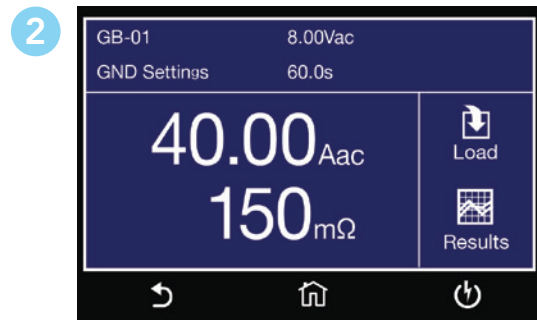 2
GB-01 8.00Vac
GND Settings 60.0s
40.00Aac
150mΩ
Load
Results